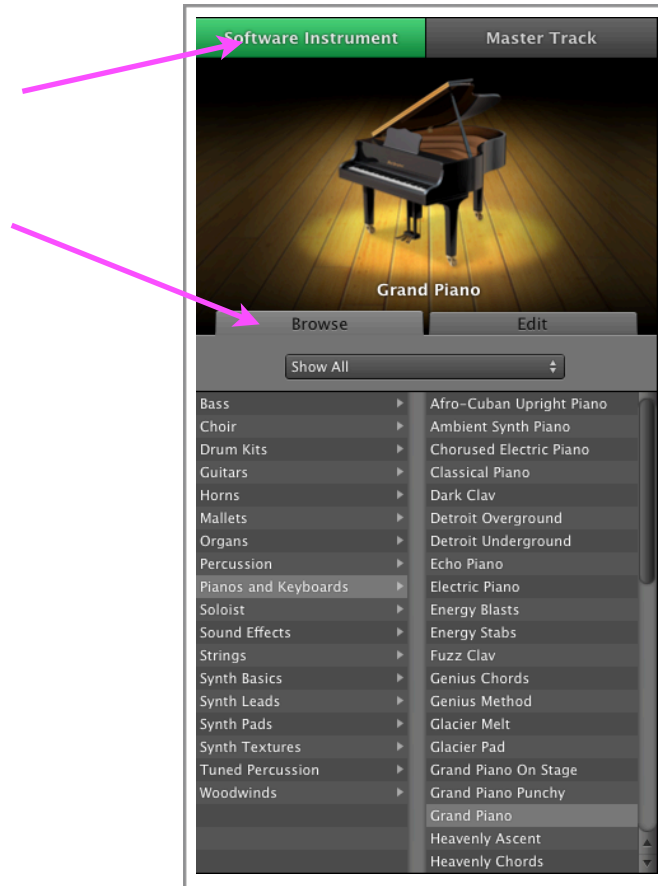 Software Instrument
Master Track
Grand Piano
Browse
Edit
Show All
Bass
Choir
Drum Kits
Guitars
Horns
Mallets
Organs
Percussion
Pianos and Keyboards
Soloist
Sound Effects
Strings
Synth Basics
Synth Leads
Synth Pads
Synth Textures
Tuned Percussion
Woodwinds
Afro-Cuban Upright Piano
Ambient Synth Piano
Chorused Electric Piano
Classical Piano
Dark Clav
Detroit Overground
Detroit Underground
Echo Piano
Electric Piano
Energy Blasts
Energy Stabs
Fuzz Clav
Genius Chords
Genius Method
Glacier Melt
Glacier Pad
Grand Piano On Stage
Grand Piano Punchy
Grand Piano
Heavenly Ascent
Heavenly Chords